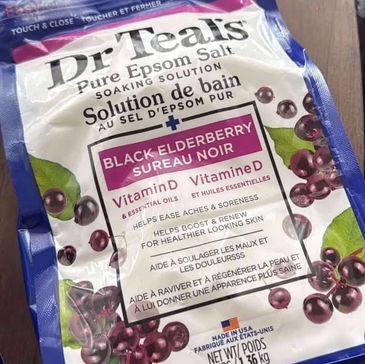 TOUCH & CLOSE / TOUCHER ET FERMER
Dr Teal's
Pure Epsom Salt
SOAKING SOLUTION
Solution de bain
AU SEL D'EPSOM PUR
+
BLACK ELDERBERRY
SUREAU NOIR
Vitamin D Vitamine D
& ESSENTIAL OILS ET HUILES ESSENTIELLES
HELPS EASE ACHES & SORENESS
HELPS BOOST & RENEW
FOR HEALTHIER LOOKING SKIN
AIDE À SOULAGER LES MAUX ET
LES DOULEURSSS
AIDE À RAVIVER ET À RÉGÉNÉRER LA PEAU ET
À LUI DONNER UNE APPARENCE PLUS SAINE
MADE IN USA
FABRIQUÉ AUX ÉTATS-UNIS
NET WT POIDS
1.36 kg